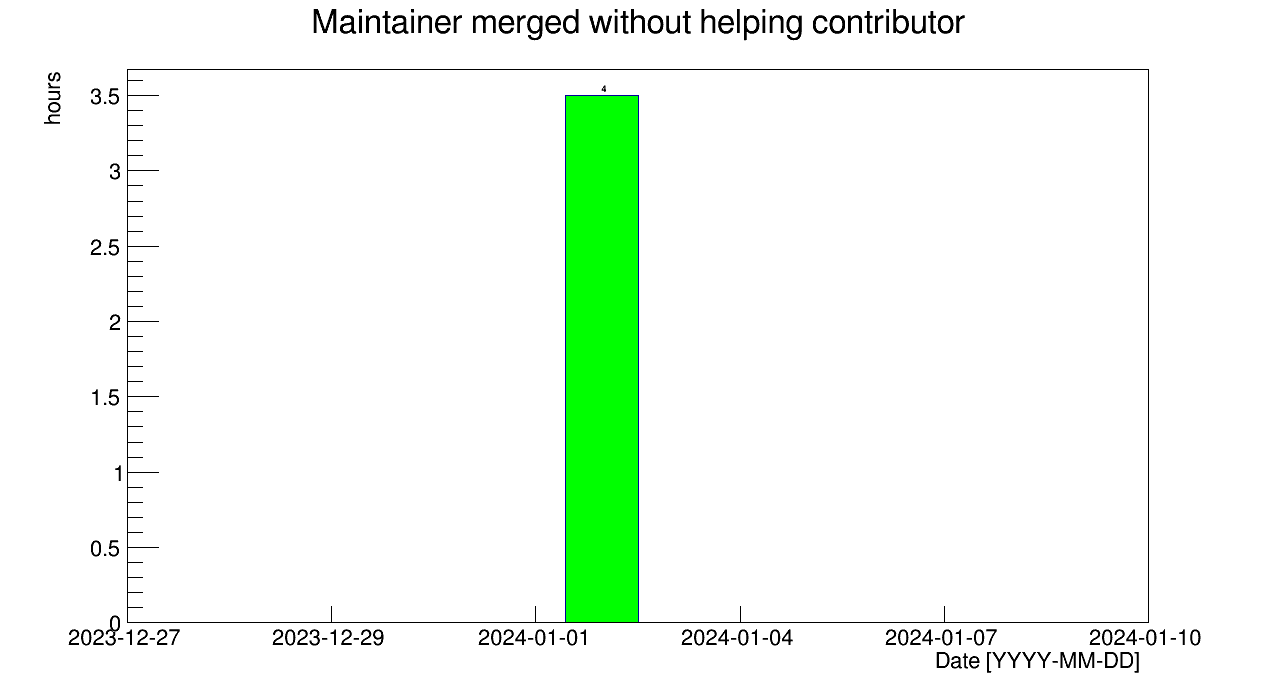 Maintainer merged without helping contributor
hours
4
3.5
3
2.5
2
1.5
1
0.5
0
2023-12-27 2023-12-29 2024-01-01 2024-01-04 2024-01-07 2024-01-10
Date [YYYY-MM-DD]